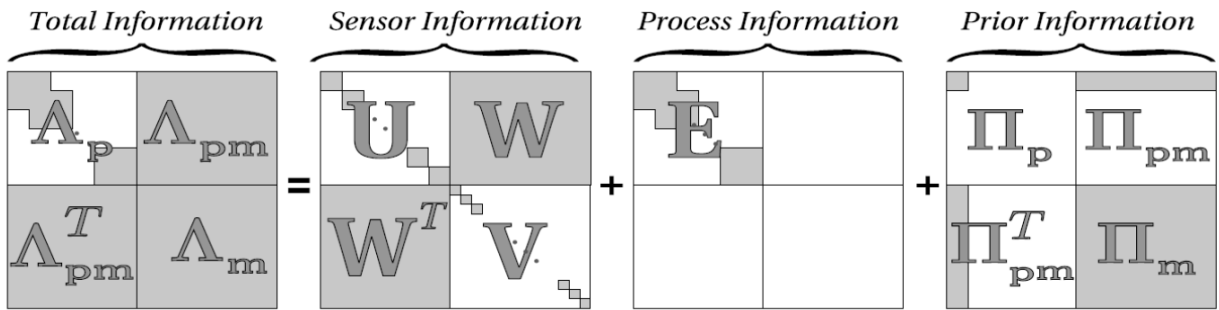 Total Information Sensor Information Process Information Prior Information
Λp Λpm U W E Πp Πpm
= + +
ΛTpm Λm WT V ΠTpm Πm